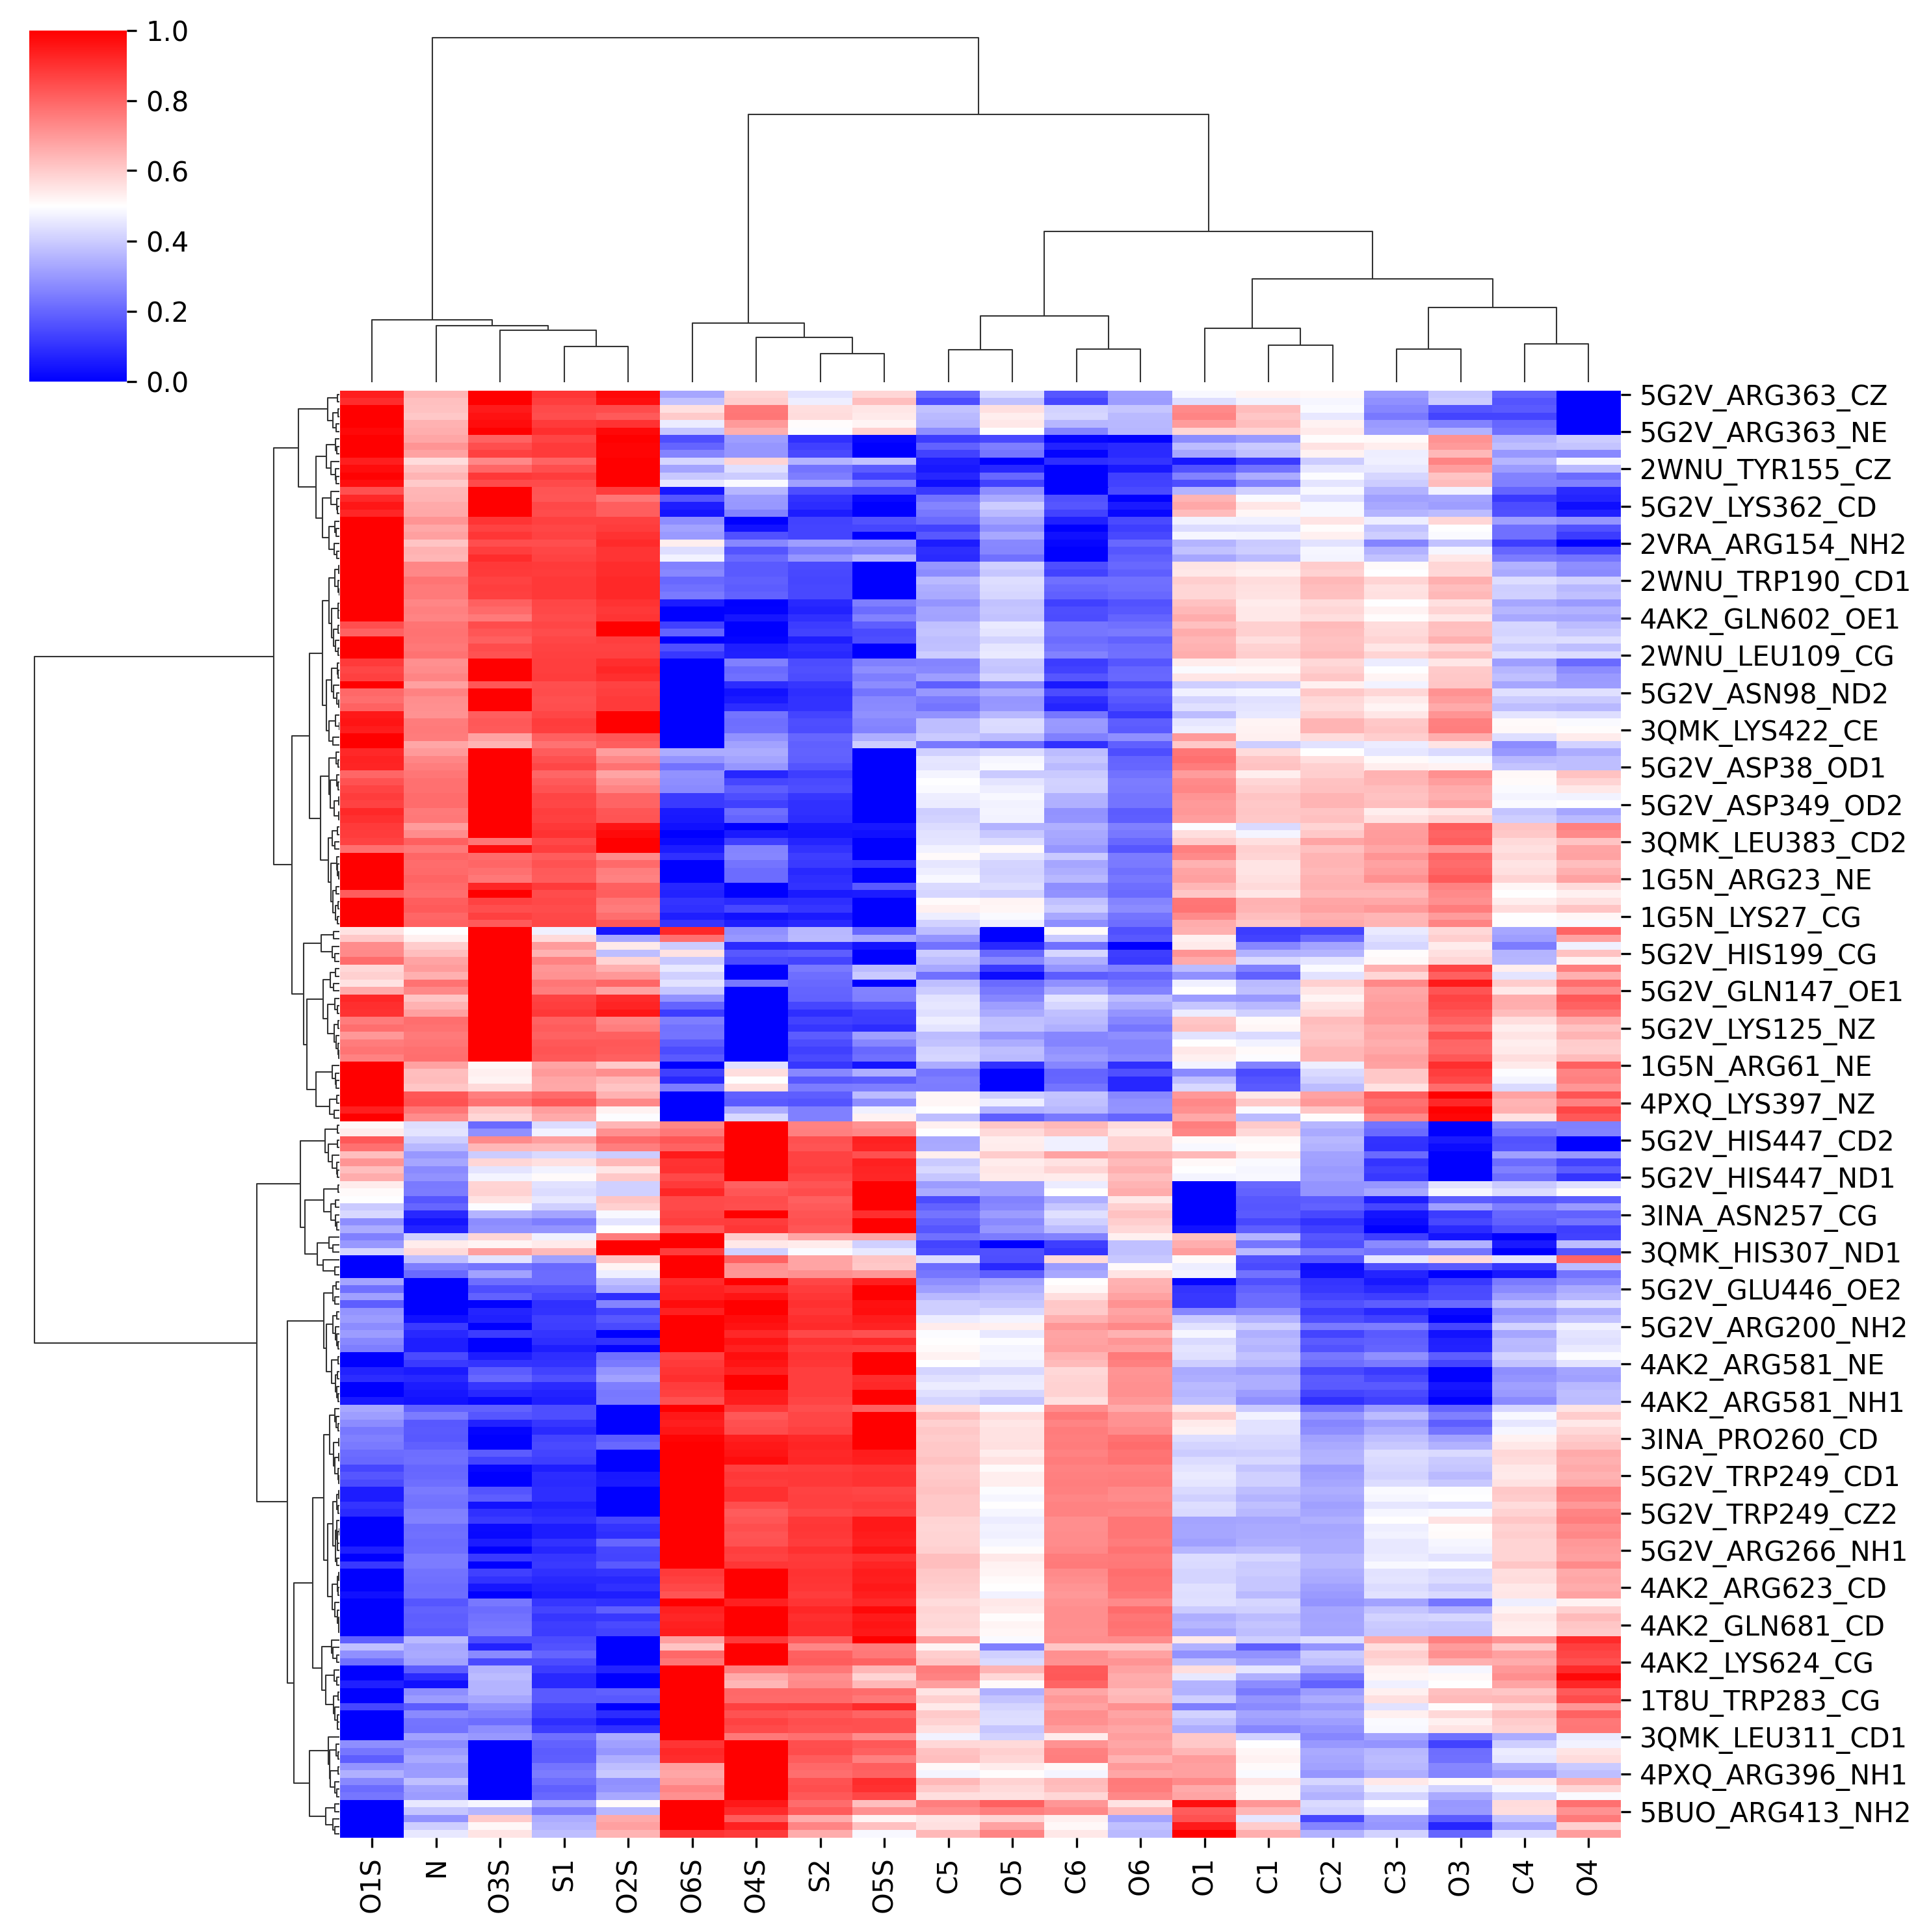 1.0
0.8
0.6
0.4
0.2
0.0
5G2V_ARG363_CZ
5G2V_ARG363_NE
2WNU_TYR155_CZ
5G2V_LYS362_CD
2VRA_ARG154_NH2
2WNU_TRP190_CD1
4AK2_GLN602_OE1
2WNU_LEU109_CG
5G2V_ASN98_ND2
3QMK_LYS422_CE
5G2V_ASP38_OD1
5G2V_ASP349_OD2
3QMK_LEU383_CD2
1G5N_ARG23_NE
1G5N_LYS27_CG
5G2V_HIS199_CG
5G2V_GLN147_OE1
5G2V_LYS125_NZ
1G5N_ARG61_NE
4PXQ_LYS397_NZ
5G2V_HIS447_CD2
5G2V_HIS447_ND1
3INA_ASN257_CG
3QMK_HIS307_ND1
5G2V_GLU446_OE2
5G2V_ARG200_NH2
4AK2_ARG581_NE
4AK2_ARG581_NH1
3INA_PRO260_CD
5G2V_TRP249_CD1
5G2V_TRP249_CZ2
5G2V_ARG266_NH1
4AK2_ARG623_CD
4AK2_GLN681_CD
4AK2_LYS624_CG
1T8U_TRP283_CG
3QMK_LEU311_CD1
4PXQ_ARG396_NH1
5BUO_ARG413_NH2
O1S
N
O3S
S1
O2S
O6S
O4S
S2
O5S
C5
O5
C6
O6
O1
C1
C2
C3
O3
C4
O4